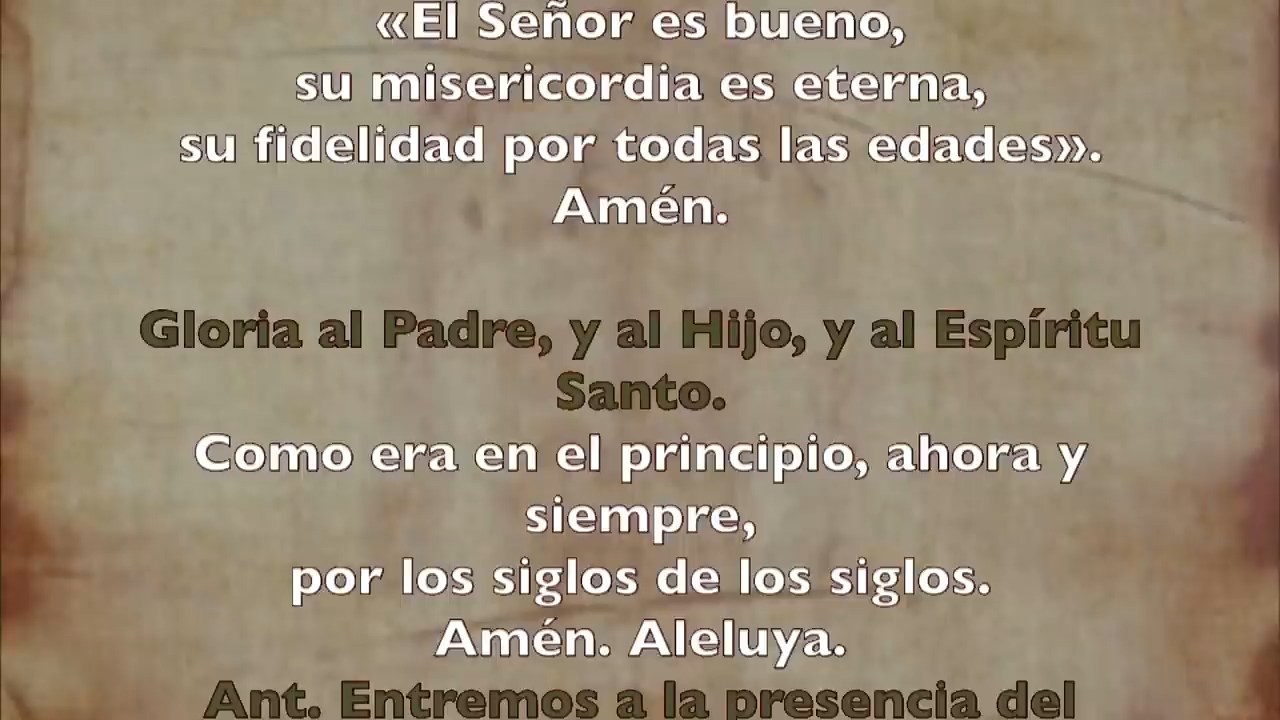 «El Señor es bueno,
su misericordia es eterna,
su fidelidad por todas las edades».
Amén.
Gloria al Padre, y al Hijo, y al Espíritu
Santo.
Como era en el principio, ahora y
siempre,
por los siglos de los siglos.
Amén. Aleluya.
Ant. Entremos a la presencia del